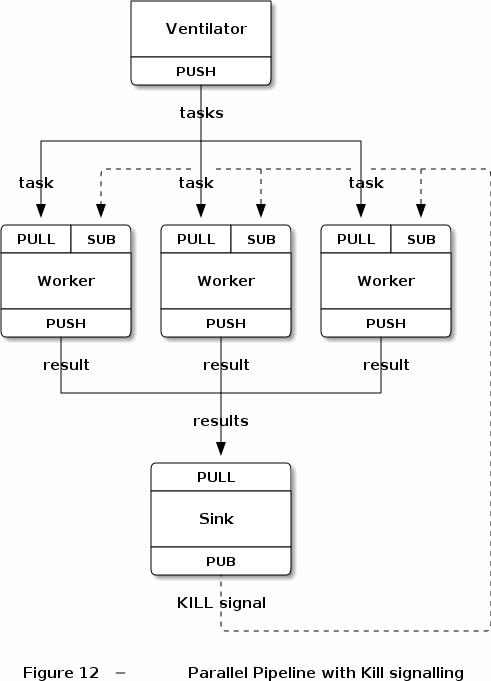 Ventilator
PUSH
tasks
task task task
PULL SUB PULL SUB PULL SUB
Worker Worker Worker
PUSH PUSH PUSH
result result result
results
PULL
Sink
PUB
KILL signal
Figure 12 – Parallel Pipeline with Kill signalling